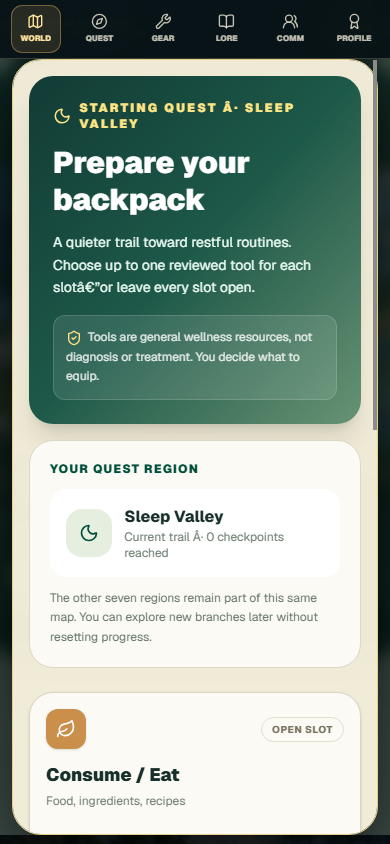 WORLD
QUEST
GEAR
LORE
COMM
PROFILE
STARTING QUEST Â· SLEEP
VALLEY
Prepare your
backpack
A quieter trail toward restful routines.
Choose up to one reviewed tool for each
slotâ€”or leave every slot open.
Tools are general wellness resources, not
diagnosis or treatment. You decide what to
equip.
YOUR QUEST REGION
Sleep Valley
Current trail Â· 0 checkpoints
reached
The other seven regions remain part of this same
map. You can explore new branches later without
resetting progress.
OPEN SLOT
Consume / Eat
Food, ingredients, recipes